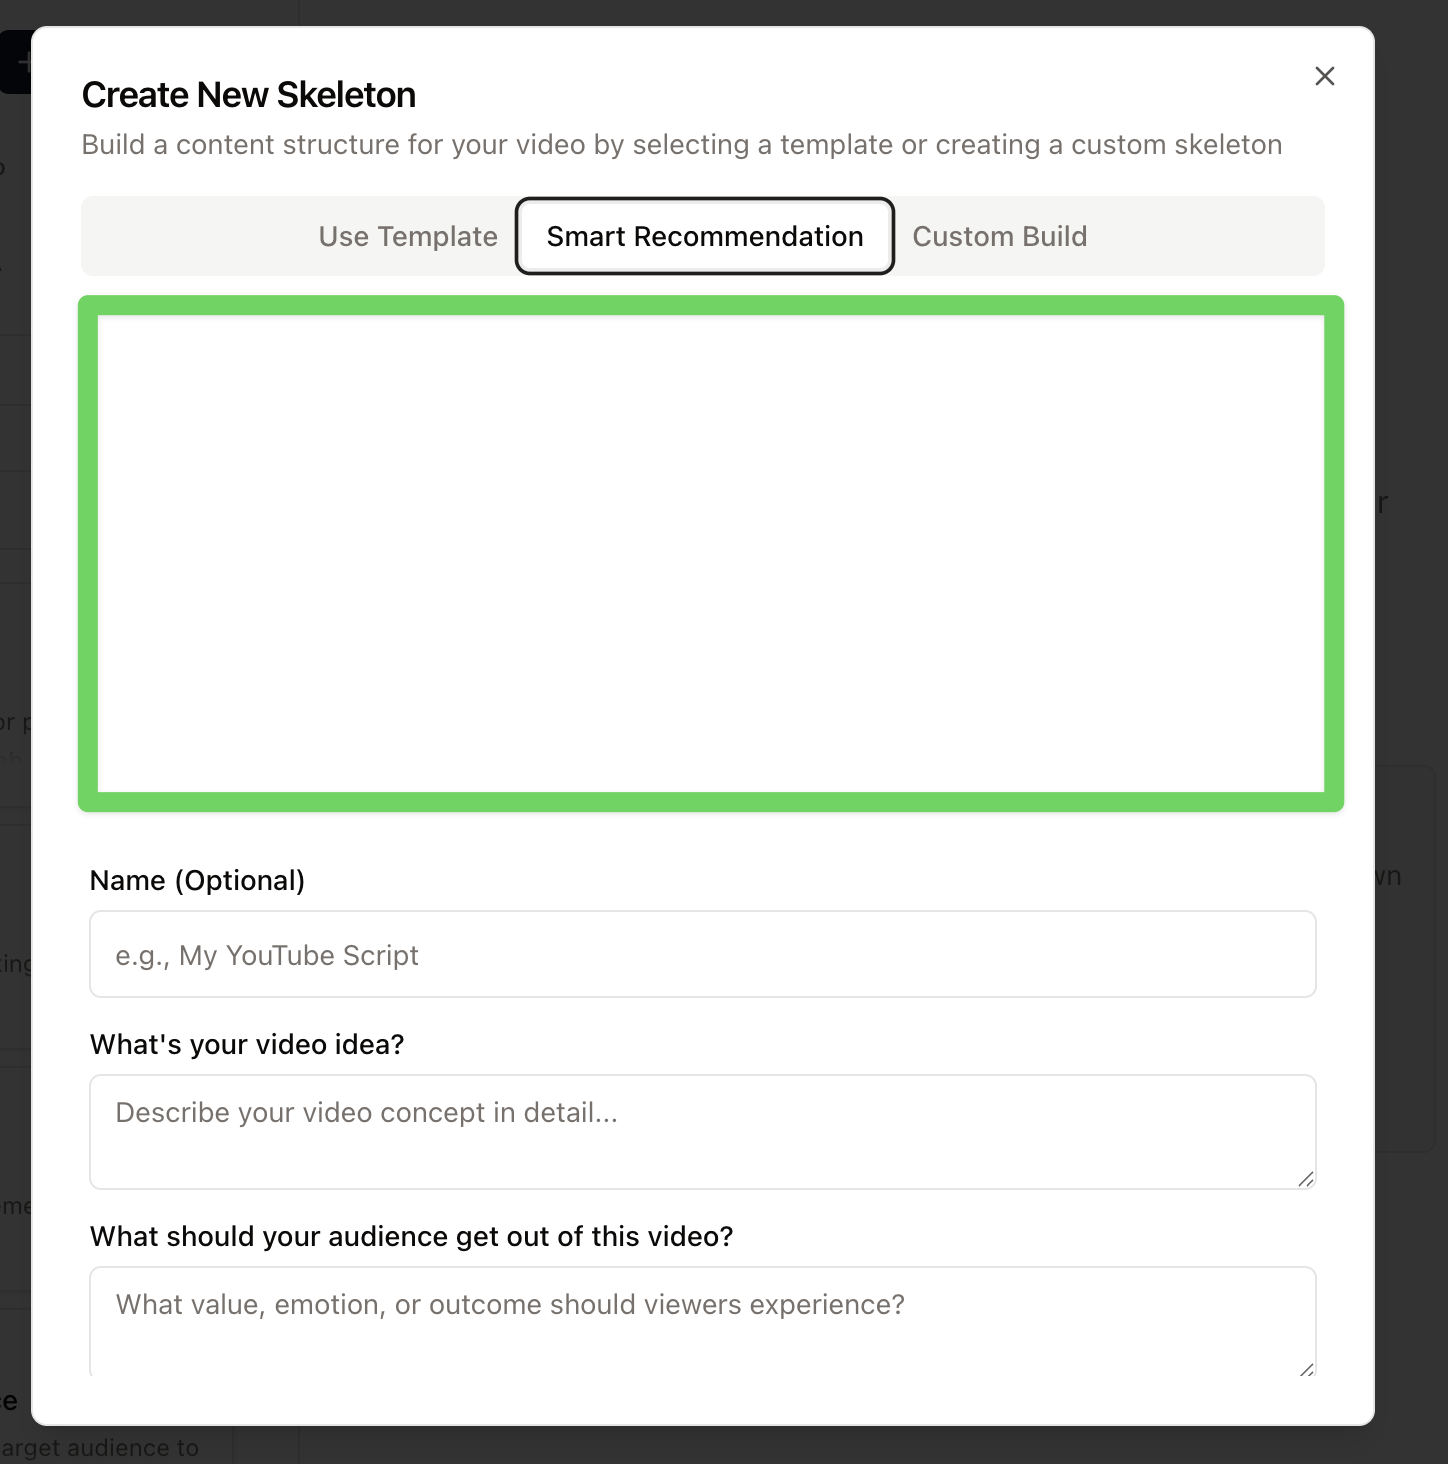 Create New Skeleton
Build a content structure for your video by selecting a template or creating a custom skeleton
Use Template
Smart Recommendation
Custom Build
Name (Optional)
e.g., My YouTube Script
What's your video idea?
Describe your video concept in detail...
What should your audience get out of this video?
What value, emotion, or outcome should viewers experience?
audience to